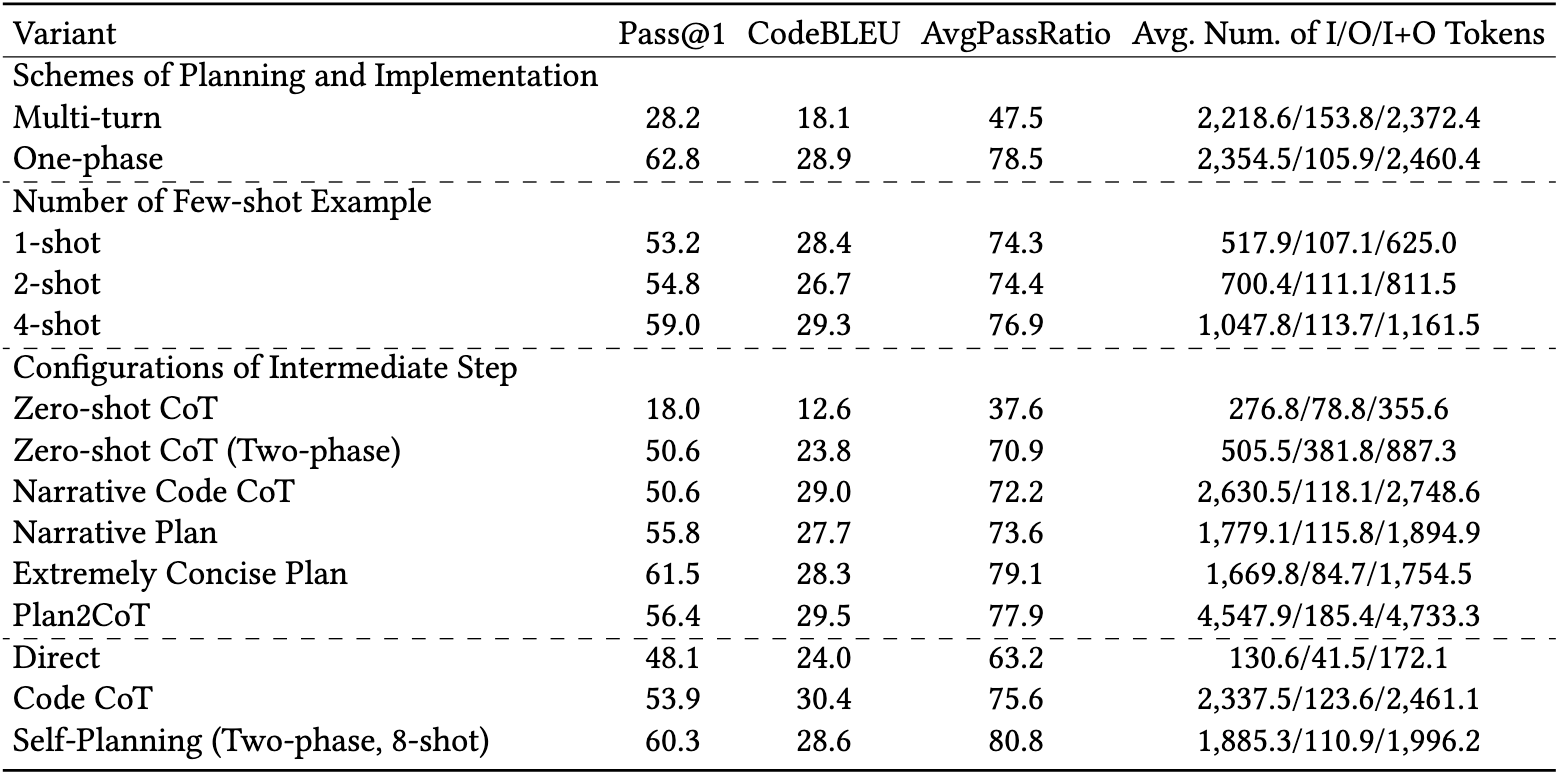 Variant Pass@1 CodeBLEU AvgPassRatio Avg. Num. of I/O/I+O Tokens
Schemes of Planning and Implementation
Multi-turn 28.2 18.1 47.5 2,218.6/153.8/2,372.4
One-phase 62.8 28.9 78.5 2,354.5/105.9/2,460.4
Number of Few-shot Example
1-shot 53.2 28.4 74.3 517.9/107.1/625.0
2-shot 54.8 26.7 74.4 700.4/111.1/811.5
4-shot 59.0 29.3 76.9 1,047.8/113.7/1,161.5
Configurations of Intermediate Step
Zero-shot CoT 18.0 12.6 37.6 276.8/78.8/355.6
Zero-shot CoT (Two-phase) 50.6 23.8 70.9 505.5/381.8/887.3
Narrative Code CoT 50.6 29.0 72.2 2,630.5/118.1/2,748.6
Narrative Plan 55.8 27.7 73.6 1,779.1/115.8/1,894.9
Extremely Concise Plan 61.5 28.3 79.1 1,669.8/84.7/1,754.5
Plan2CoT 56.4 29.5 77.9 4,547.9/185.4/4,733.3
Direct 48.1 24.0 63.2 130.6/41.5/172.1
Code CoT 53.9 30.4 75.6 2,337.5/123.6/2,461.1
Self-Planning (Two-phase, 8-shot) 60.3 28.6 80.8 1,885.3/110.9/1,996.2